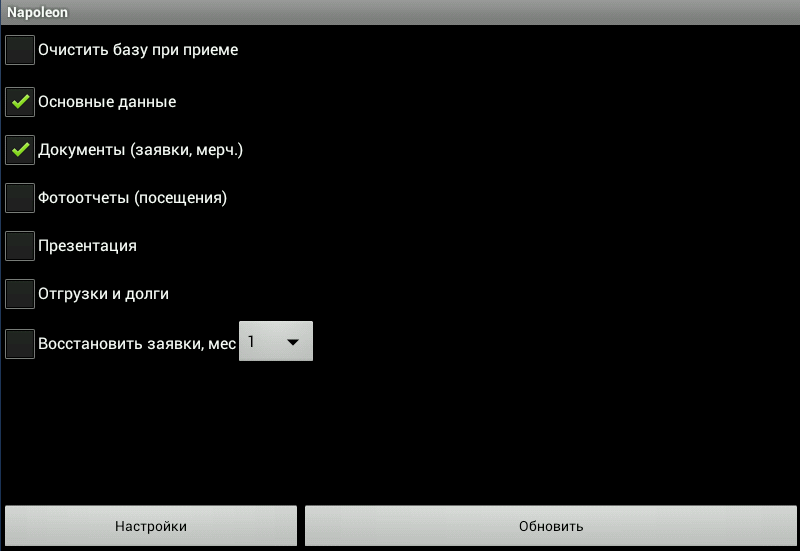 Napoleon
Очистить базу при приеме
Основные данные
Документы (заявки, мерч.)
Фотоотчеты (посещения)
Презентация
Отгрузки и долги
Восстановить заявки, мес 1
Настройки Обновить